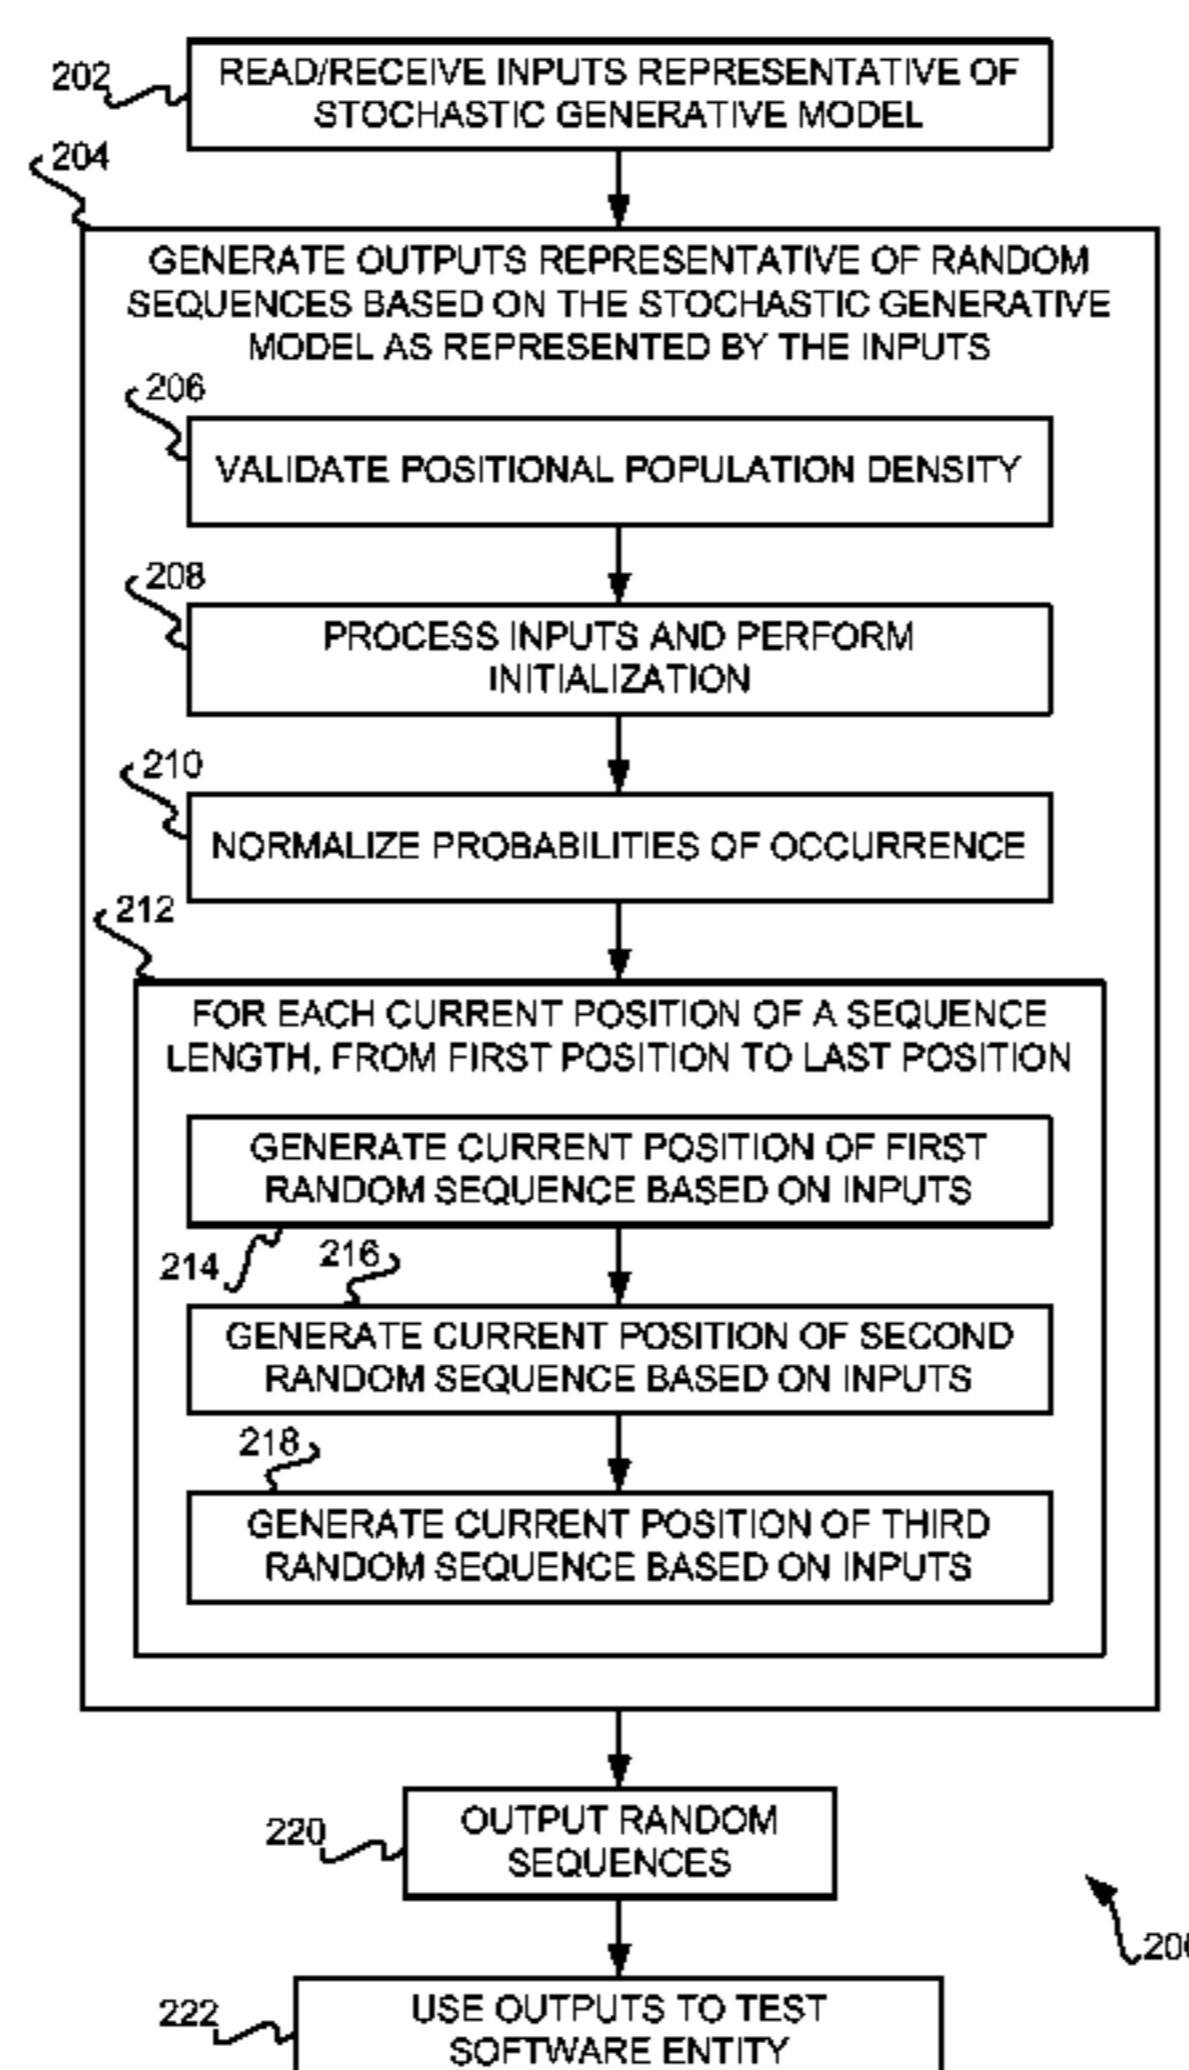 202
READ/RECEIVE INPUTS REPRESENTATIVE OF
STOCHASTIC GENERATIVE MODEL
204
GENERATE OUTPUTS REPRESENTATIVE OF RANDOM
SEQUENCES BASED ON THE STOCHASTIC GENERATIVE
MODEL AS REPRESENTED BY THE INPUTS
206
VALIDATE POSITIONAL POPULATION DENSITY
208
PROCESS INPUTS AND PERFORM
INITIALIZATION
210
NORMALIZE PROBABILITIES OF OCCURRENCE
212
FOR EACH CURRENT POSITION OF A SEQUENCE
LENGTH, FROM FIRST POSITION TO LAST POSITION
GENERATE CURRENT POSITION OF FIRST
RANDOM SEQUENCE BASED ON INPUTS
214
216
GENERATE CURRENT POSITION OF SECOND
RANDOM SEQUENCE BASED ON INPUTS
218
GENERATE CURRENT POSITION OF THIRD
RANDOM SEQUENCE BASED ON INPUTS
220
OUTPUT RANDOM
SEQUENCES
200
222
USE OUTPUTS TO TEST
SOFTWARE ENTITY